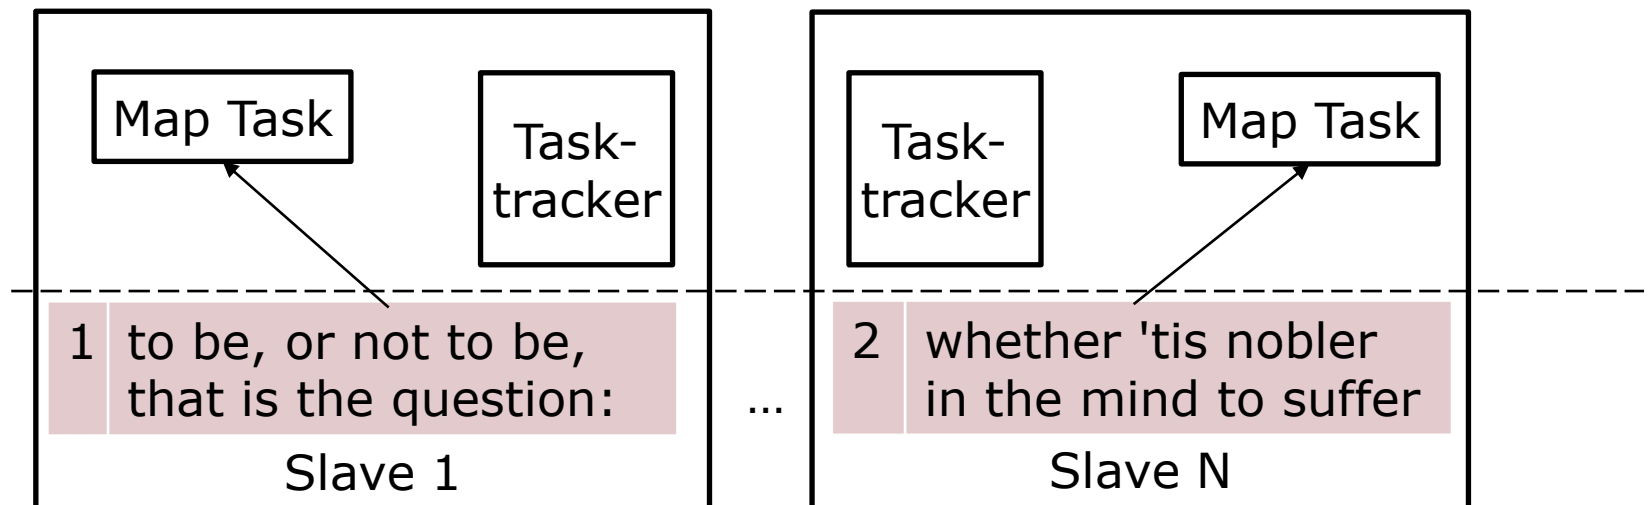 Map Task
Task-
tracker
1
to be, or not to be,
that is the question:
Slave 1
...
Task-
tracker
Map Task
2
whether 'tis nobler
in the mind to suffer
Slave N